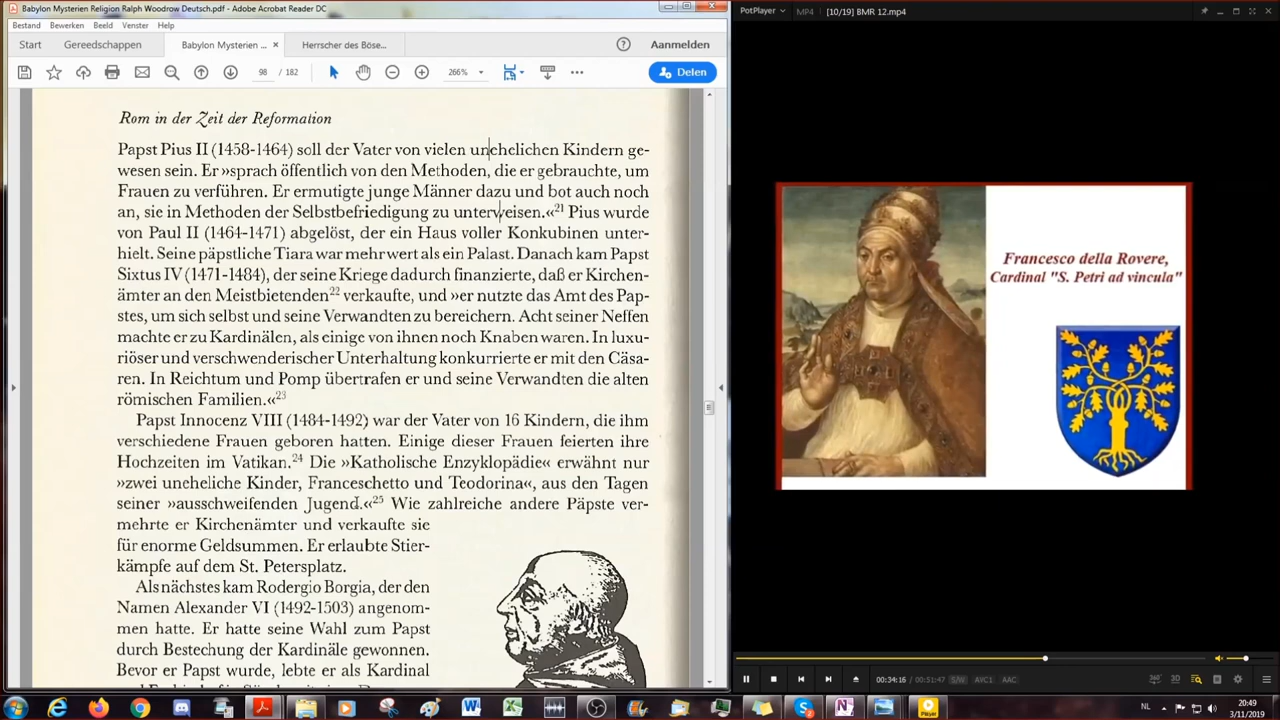 Babylon Mysterien Religion Ralph Woodrow Deutsch.pdf - Adobe Acrobat Reader DC
Bestand Bewerken Beeld Venster Help
Start Gereedschappen Babylon Mysterien ... × Herrscher des Böse... Aanmelden
98 / 182 266% Delen
Rom in der Zeit der Reformation
Papst Pius II (1458-1464) soll der Vater von vielen unehelichen Kindern ge-
wesen sein. Er »sprach öffentlich von den Methoden, die er gebrauchte, um
Frauen zu verführen. Er ermutigte junge Männer dazu und bot auch noch
an, sie in Methoden der Selbstbefriedigung zu unterweisen.«21 Pius wurde
von Paul II (1464-1471) abgelöst, der ein Haus voller Konkubinen unter-
hielt. Seine päpstliche Tiara war mehr wert als ein Palast. Danach kam Papst
Sixtus IV (1471-1484), der seine Kriege dadurch finanzierte, daß er Kirchen-
ämter an den Meistbietenden22 verkaufte, und »er nutzte das Amt des Pap-
stes, um sich selbst und seine Verwandten zu bereichern. Acht seiner Neffen
machte er zu Kardinälen, als einige von ihnen noch Knaben waren. In luxu-
riöser und verschwenderischer Unterhaltung konkurrierte er mit den Cäsa-
ren. In Reichtum und Pomp übertrafen er und seine Verwandten die alten
römischen Familien.«23
Papst Innocenz VIII (1484-1492) war der Vater von 16 Kindern, die ihm
verschiedene Frauen geboren hatten. Einige dieser Frauen feierten ihre
Hochzeiten im Vatikan.24 Die »Katholische Enzyklopädie« erwähnt nur
»zwei uneheliche Kinder, Franceschetto und Teodorina«, aus den Tagen
seiner »ausschweifenden Jugend.«25 Wie zahlreiche andere Päpste ver-
mehrte er Kirchenämter und verkaufte sie
für enorme Geldsummen. Er erlaubte Stier-
kämpfe auf dem St. Petersplatz.
Als nächstes kam Rodergio Borgia, der den
Namen Alexander VI (1492-1503) angenom-
men hatte. Er hatte seine Wahl zum Papst
durch Bestechung der Kardinäle gewonnen.
Bevor er Papst wurde, lebte er als Kardinal
PotPlayer MP4 [10/19] BMR 12.mp4
Francesco della Rovere,
Cardinal "S. Petri ad vincula"
00:34:16 / 00:51:47 S/W AVC1 AAC
NL 20:49
3/11/2019